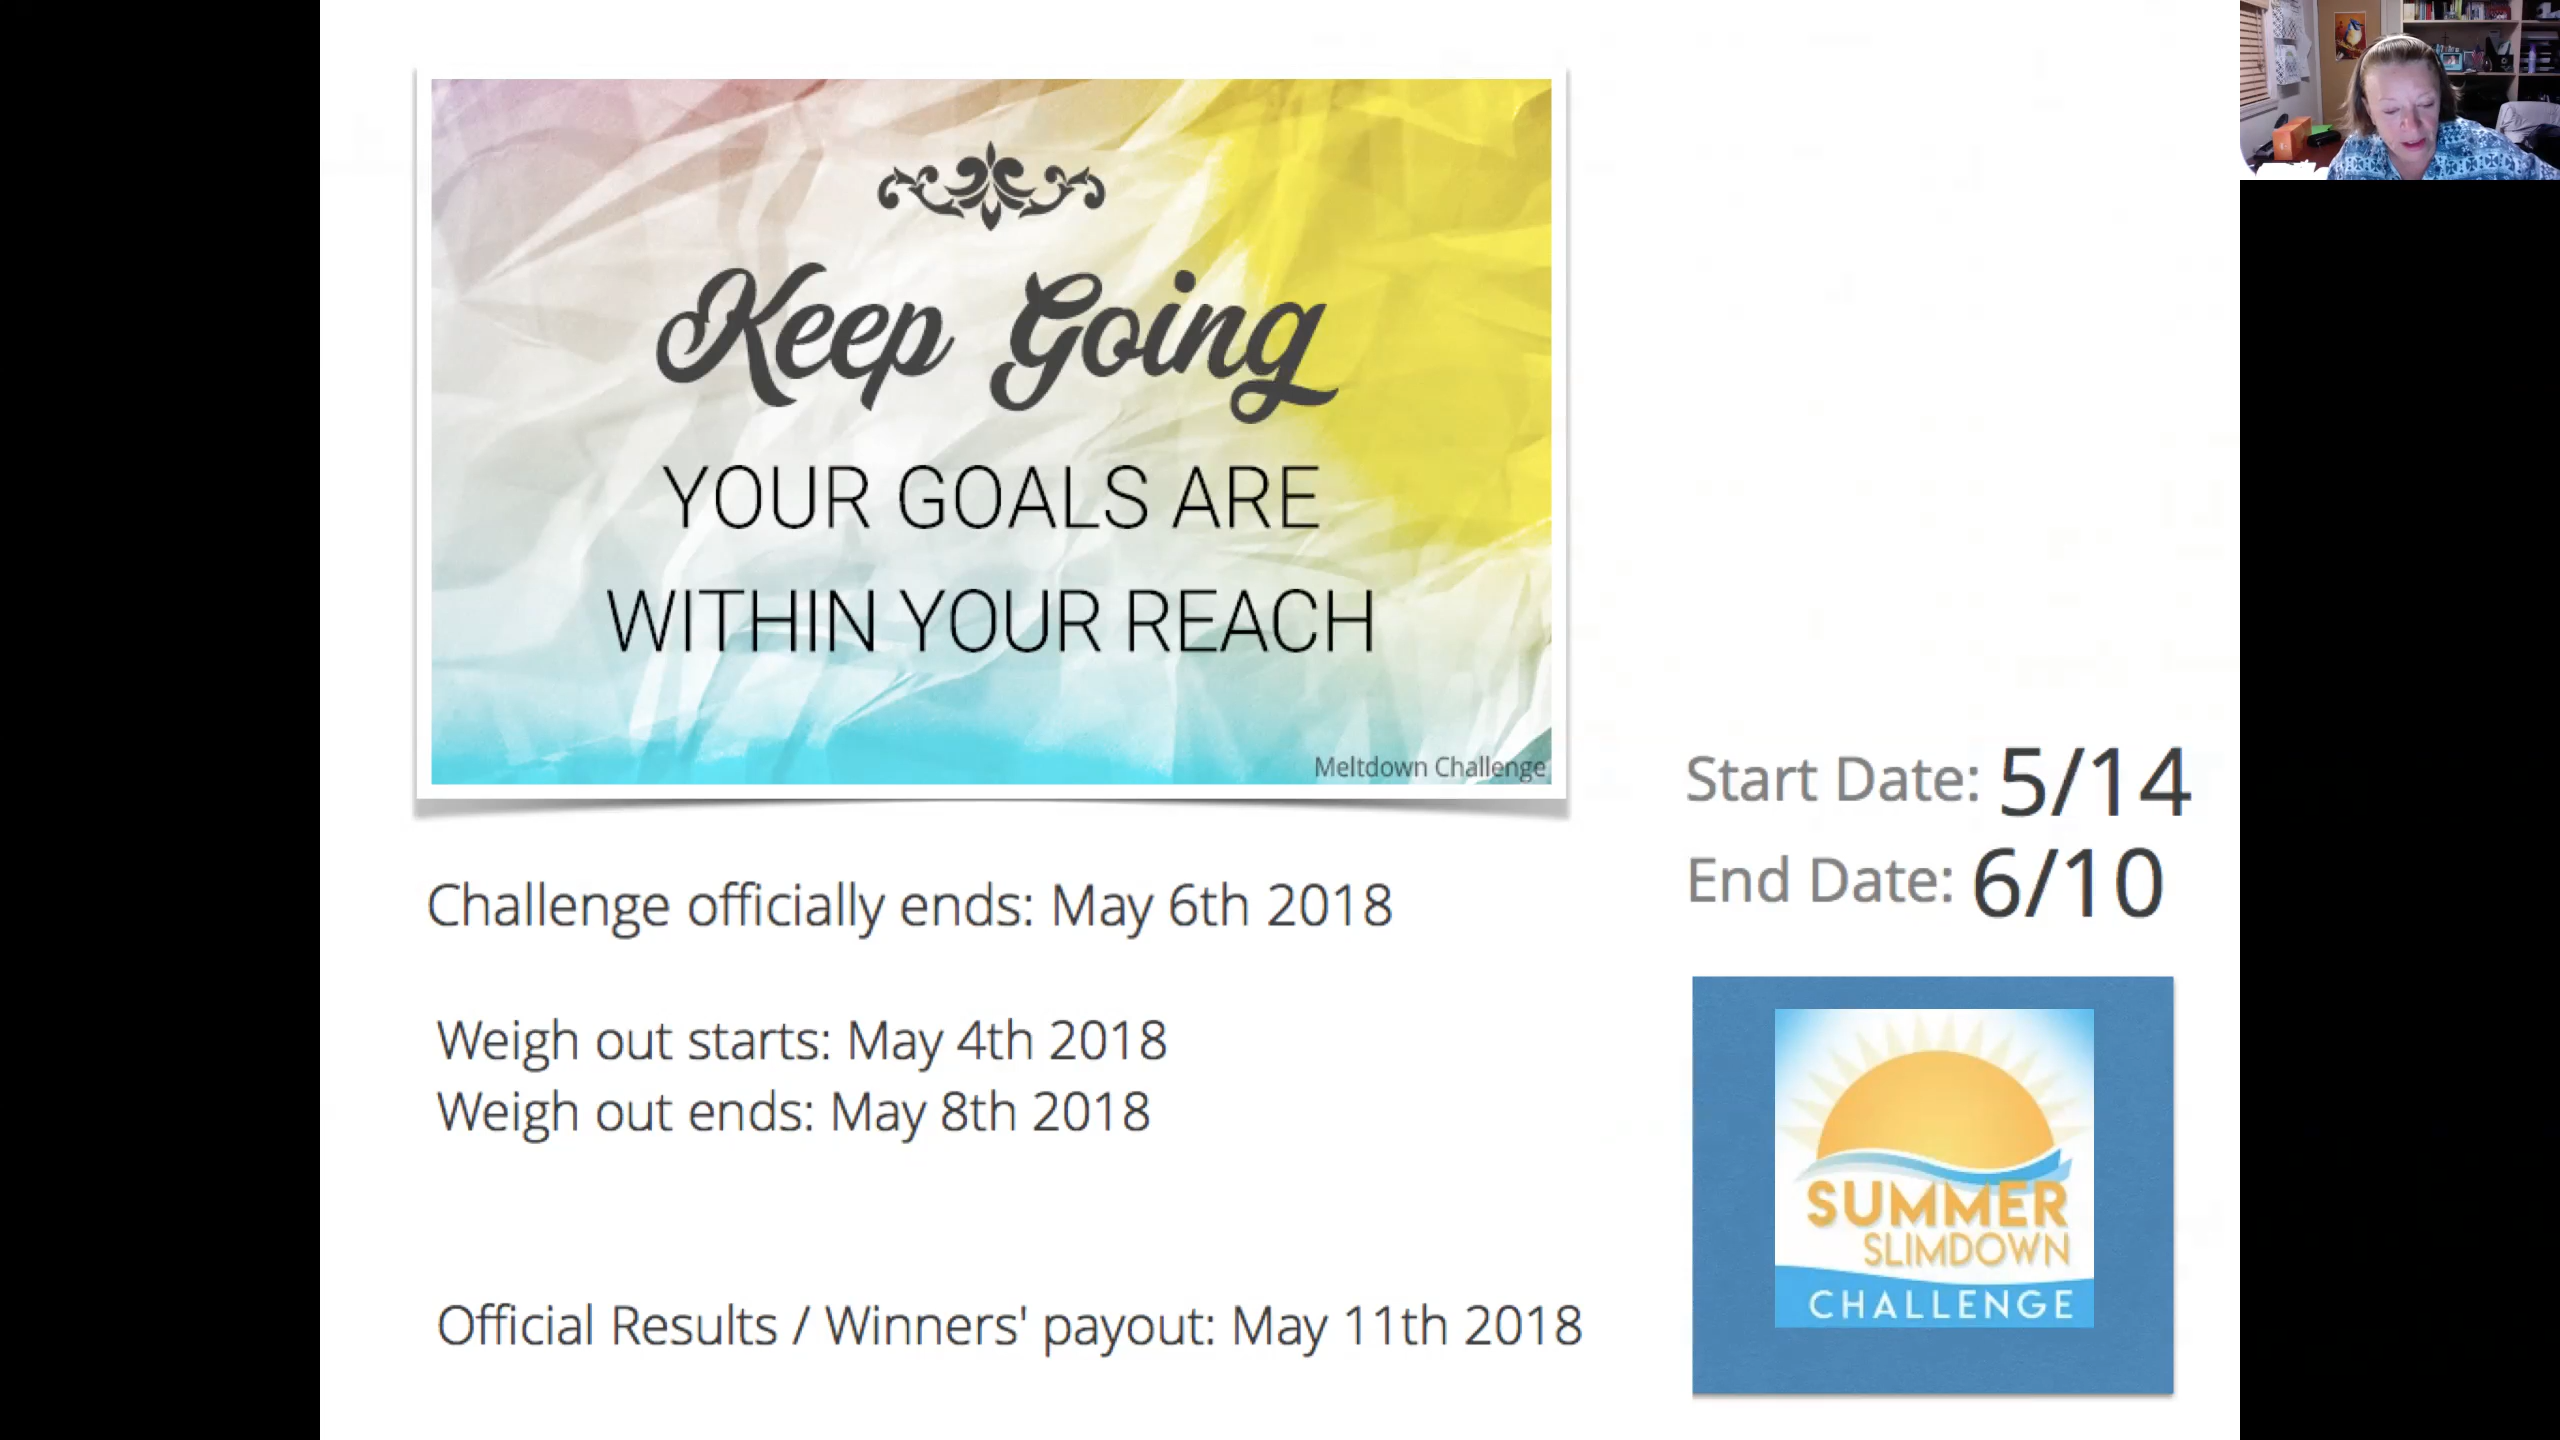 Keep Going
YOUR GOALS ARE
WITHIN YOUR REACH
Meltdown Challenge
Challenge officially ends: May 6th 2018
Weigh out starts: May 4th 2018
Weigh out ends: May 8th 2018
Official Results / Winners' payout: May 11th 2018
Start Date: 5/14
End Date: 6/10
SUMMER
SLIMDOWN
CHALLENGE